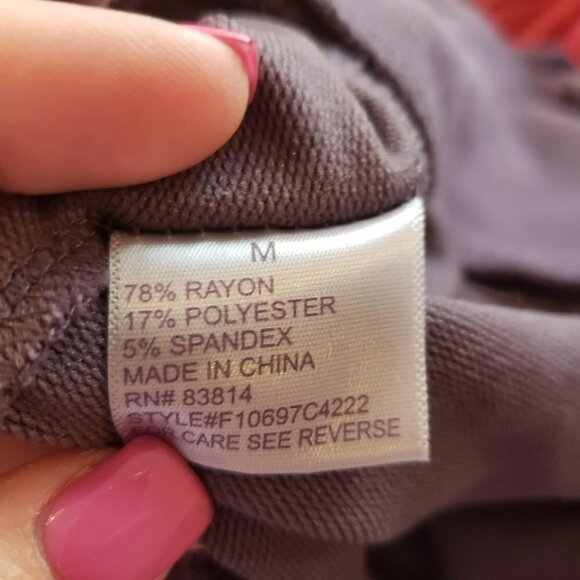 M
78% RAYON
17% POLYESTER
5% SPANDEX
MADE IN CHINA
RN# 83814
STYLE#F10697C4222
CARE SEE REVERSE